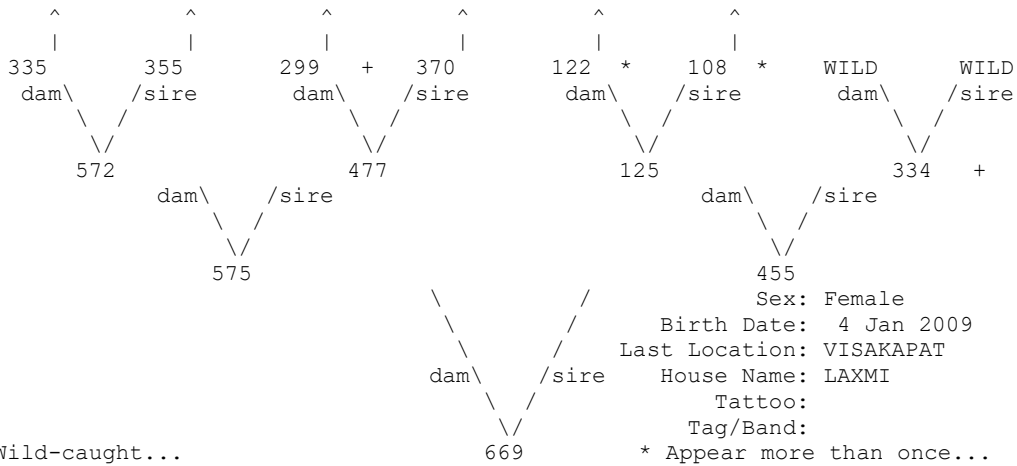 ^ ^ ^ ^ ^ ^
| | | | | |
335 355 299 + 370 122 * 108 * WILD WILD
dam\ /sire dam\ /sire dam\ /sire dam\ /sire
\ / \ / \ / \ /
\/ \/ \/ \/
572 477 125 334 +
dam\ /sire dam\ /sire
\ / \ /
\/ \/
575 455
\ / Sex: Female
\ / Birth Date: 4 Jan 2009
\ / Last Location: VISAKAPAT
dam\ /sire House Name: LAXMI
\ / Tattoo:
\/ Tag/Band:
Wild-caught... 669 * Appear more than once...